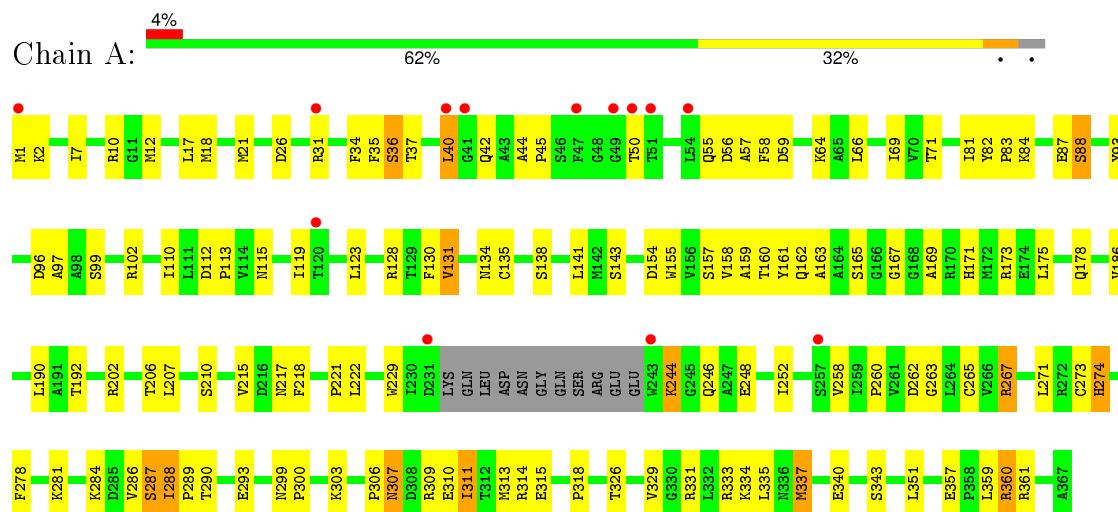 4%
Chain A:
62% 32% • •
M1 K2 I7 R10 G11 M12 L17 M18 M21 D26 R31 F34 F35 S36 T37 L40 G41 Q42 A43 A44 P45 S46 F47 G48 G49 T50 T51 L54 Q55 D56 A57 F58 D59 K64 A65 L66 I69 V70 T71 I81 Y82 P83 K84 E87 S88 Y93
D96 A97 A98 S99 R102 I110 L111 D112 P113 V114 N115 I119 T120 L123 R128 T129 F130 V131 N134 C135 S138 L141 M142 S143 D154 W155 V156 S157 V158 A159 T160 Y161 Q162 A163 A164 S165 G166 G167 G168 A169 R170 H171 M172 R173 E174 L175 Q178
L190 A191 T192 R202 T206 L207 S210 V215 D216 N217 F218 P221 L222 W229 I230 D231 LYS GLN LEU ASP ASN GLY GLN SER ARG GLU GLU W243 K244 G245 Q246 A247 E248 I252 S257 V258 I259 P260 V261 D262 G263 L264 C265 V266 R267 L271 R272 C273 H274
F278 K281 K284 D285 V286 S287 I288 P289 T290 E293 N299 P300 K303 P306 N307 D308 R309 E310 I311 T312 M313 R314 E315 P318 T326 V329 G330 R331 L332 R333 K334 L335 N336 M337 E340 S343 L351 E357 P358 L359 R360 R361 A367